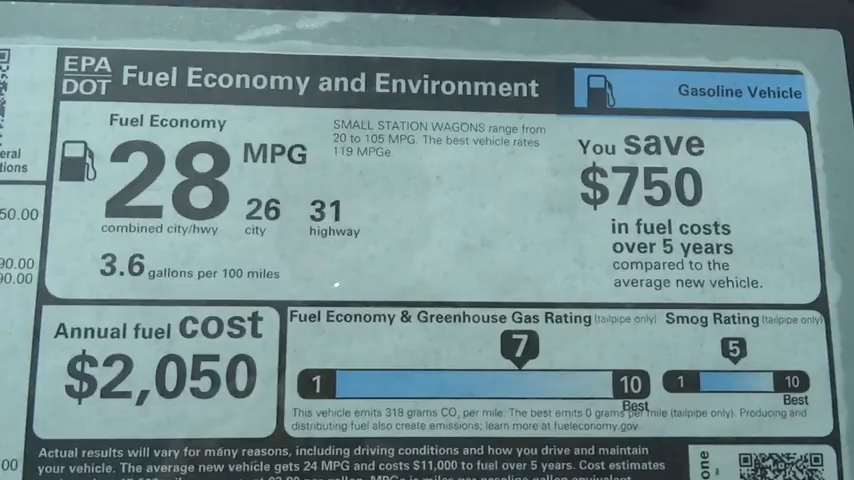 EPA
DOT
Fuel Economy and Environment
Gasoline Vehicle
Fuel Economy
28 MPG
combined city/hwy
26
city
31
highway
3.6 gallons per 100 miles
SMALL STATION WAGONS range from
20 to 105 MPG. The best vehicle rates
119 MPGe.
You save
$750
in fuel costs
over 5 years
compared to the
average new vehicle.
tions
50.00
90.00
90.00
00
Annual fuel cost
$2,050
Fuel Economy & Greenhouse Gas Rating (tailpipe only)
7
1
10
Best
Smog Rating (tailpipe only)
5
1
10
Best
This vehicle emits 318 grams CO₂ per mile. The best emits 0 grams per mile (tailpipe only). Producing and
distributing fuel also create emissions; learn more at fueleconomy.gov
Actual results will vary for many reasons, including driving conditions and how you drive and maintain
your vehicle. The average new vehicle gets 24 MPG and costs $11,000 to fuel over 5 years. Cost estimates
one